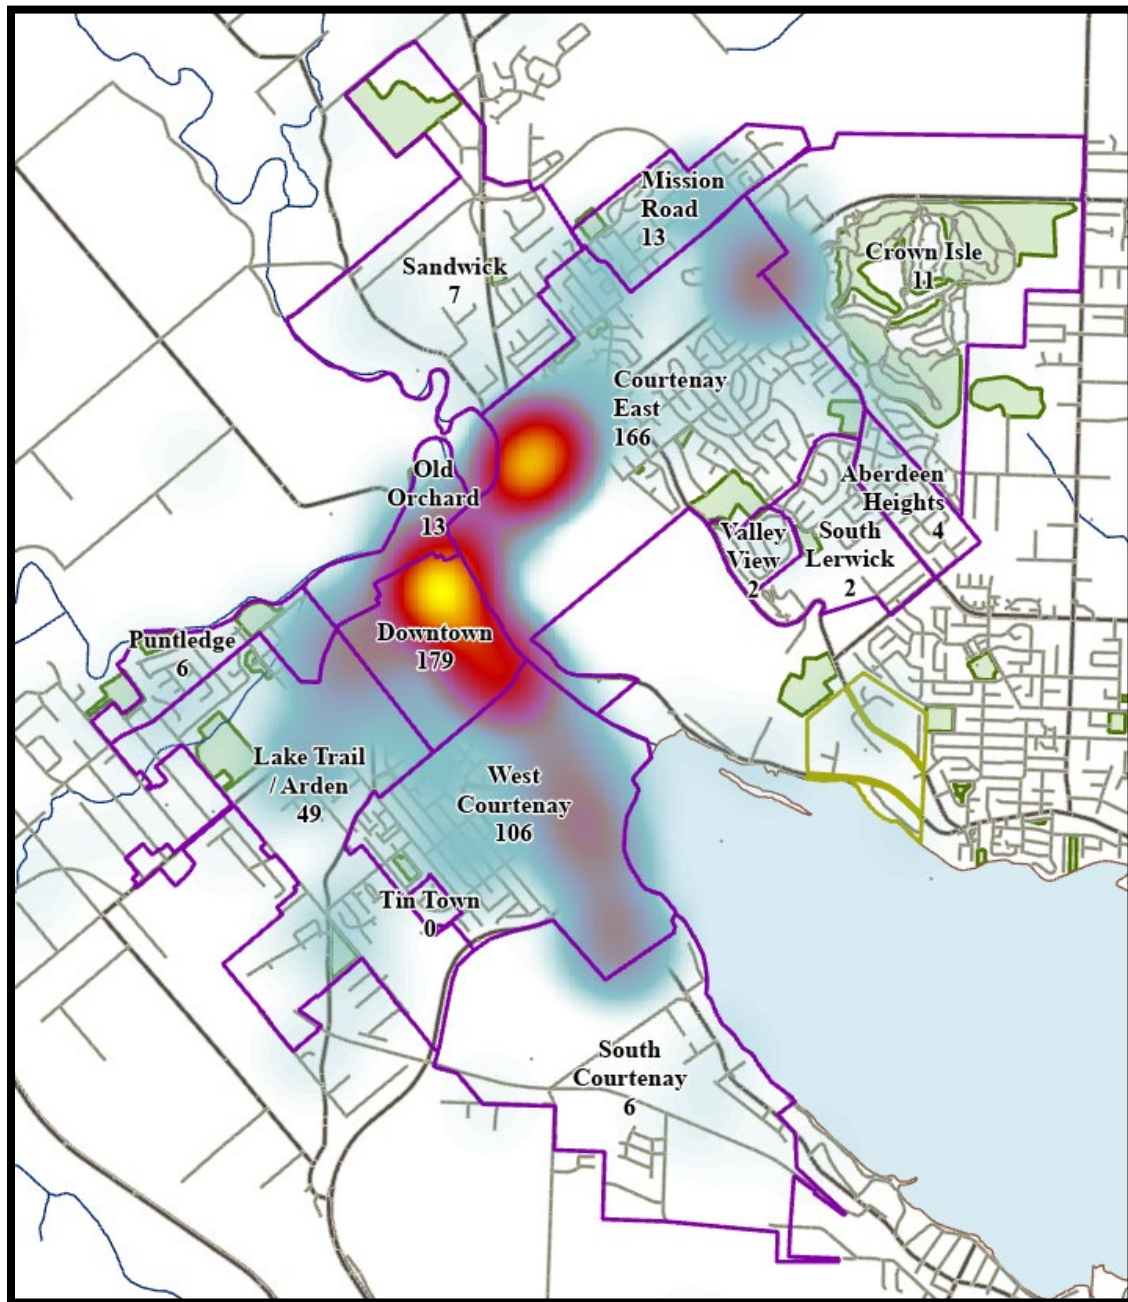 Mission
Road
13
Crown Isle
11
Sandwick
7
Courtenay
East
166
Old
Orchard
13
Aberdeen
Heights
4
Valley
View
2
South
Lerwick
2
Downtown
179
Puntledge
6
Lake Trail
/ Arden
49
West
Courtenay
106
Tin Town
0
South
Courtenay
6